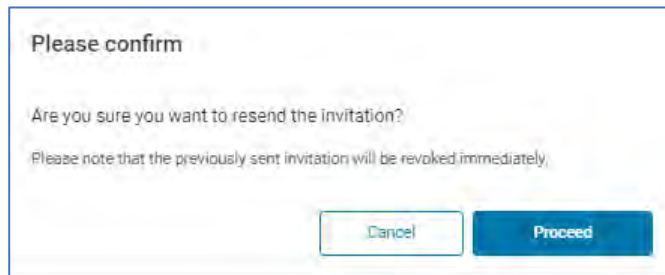 Please confirm
Are you sure you want to resend the invitation?
Please note that the previously sent invitation will be revoked immediately.
Cancel
Proceed